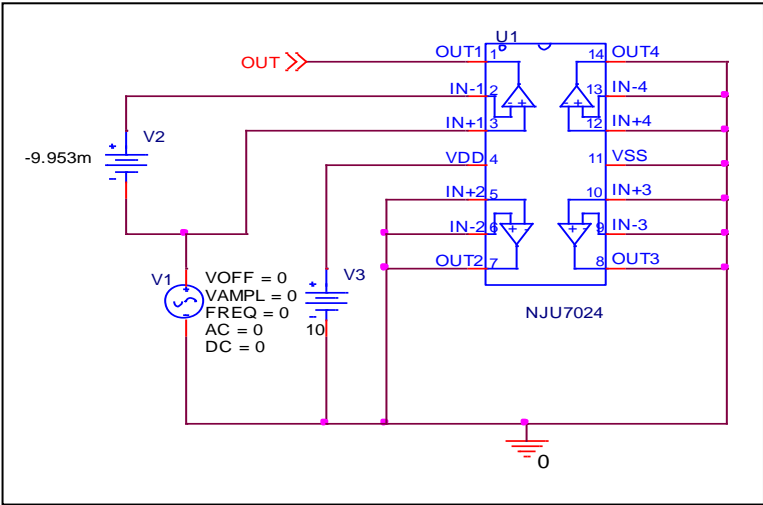 U1
OUT
OUT1 1 14 OUT4
IN-1 2 13 IN-4
IN+1 3 12 IN+4
VDD 4 11 VSS
IN+2 5 10 IN+3
IN-2 6 9 IN-3
OUT2 7 8 OUT3
NJU7024
V2
+
-9.953m
-
V1
+
-
VOFF = 0
VAMPL = 0
FREQ = 0
AC = 0
DC = 0
V3
+
-
10
0